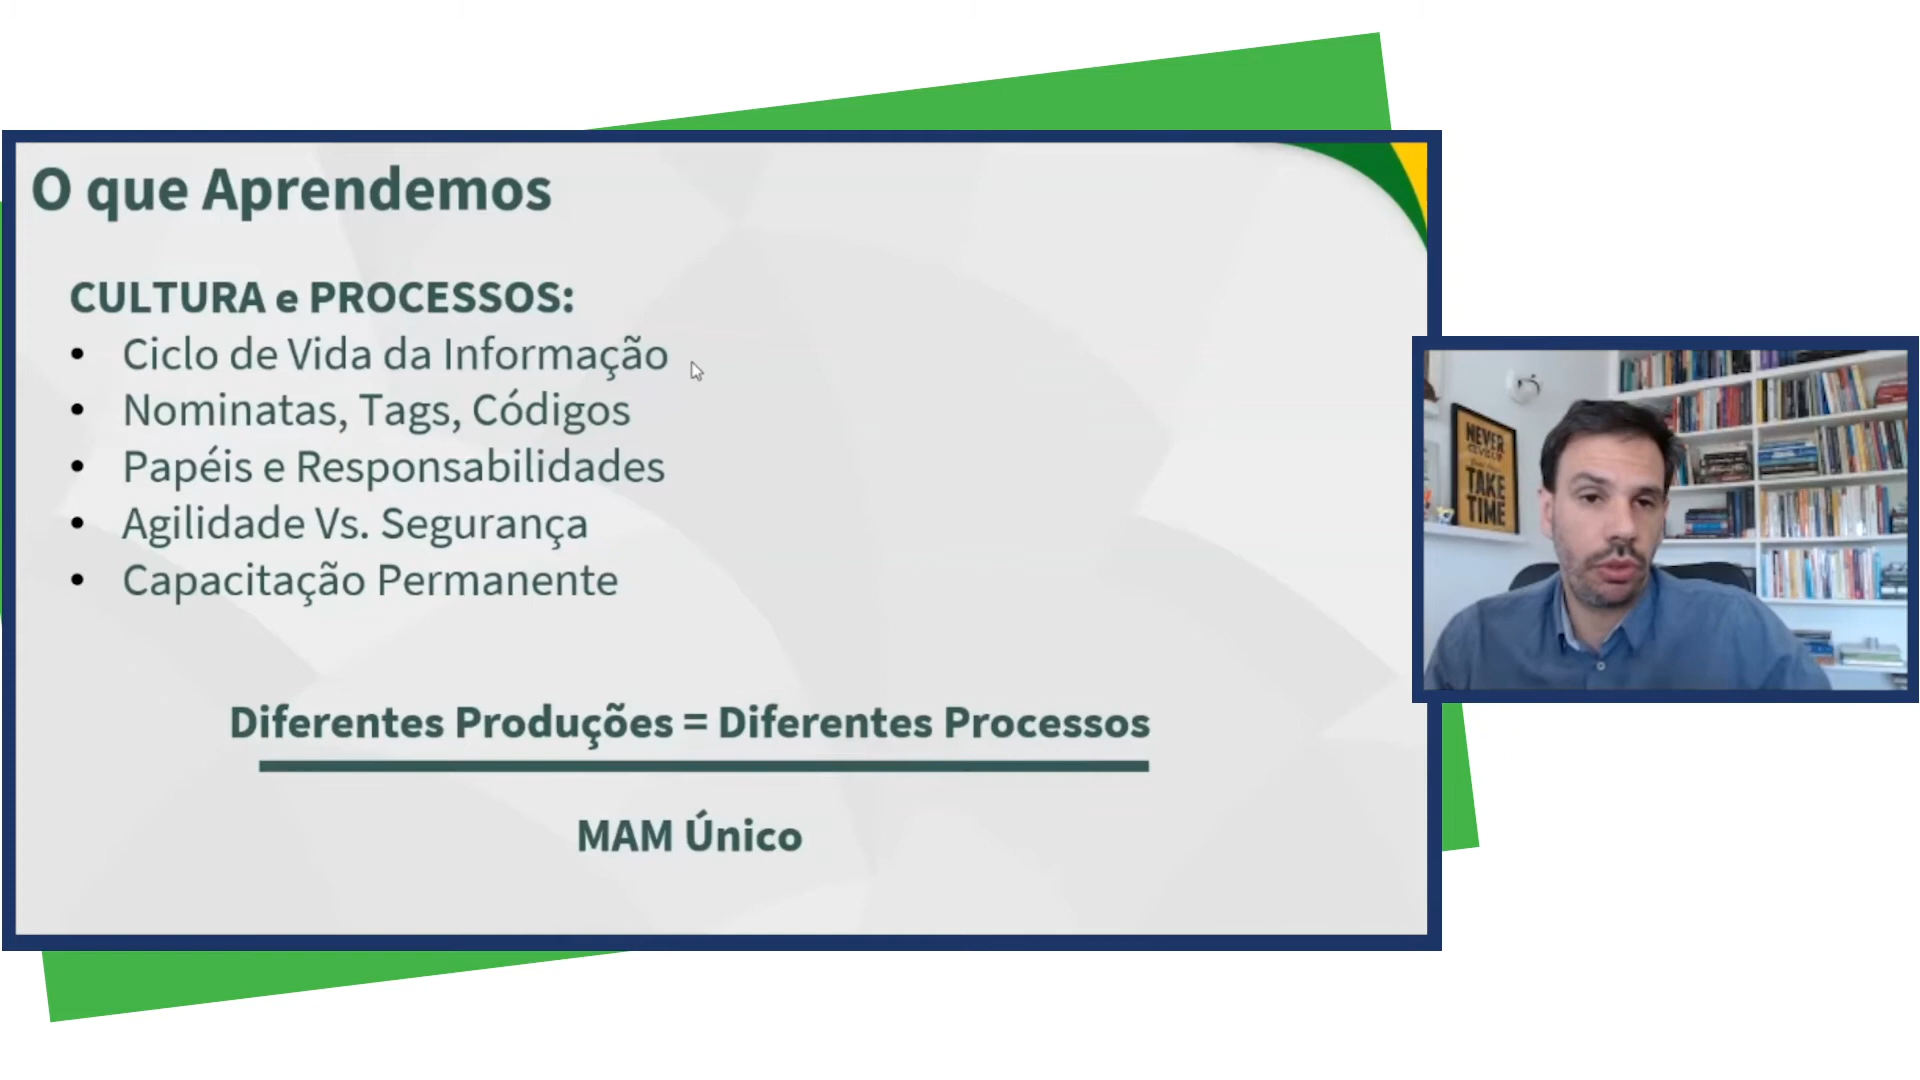 O que Aprendemos
CULTURA e PROCESSOS:
• Ciclo de Vida da Informação
• Nominatas, Tags, Códigos
• Papéis e Responsabilidades
• Agilidade Vs. Segurança
• Capacitação Permanente
Diferentes Produções = Diferentes Processos
MAM Único
NEVER
TAKE
TIME